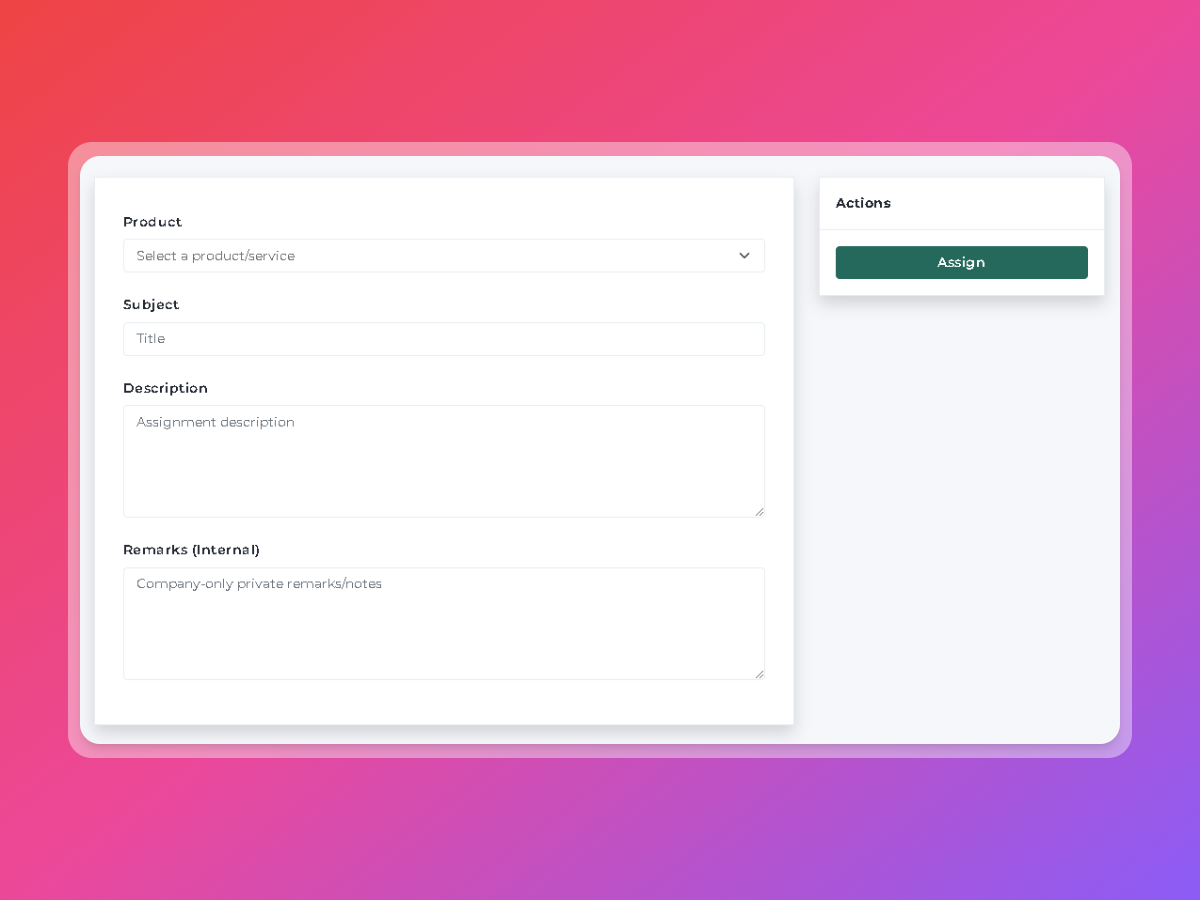 Product
Select a product/service
Subject
Title
Description
Assignment description
Remarks (Internal)
Company-only private remarks/notes
Actions
Assign